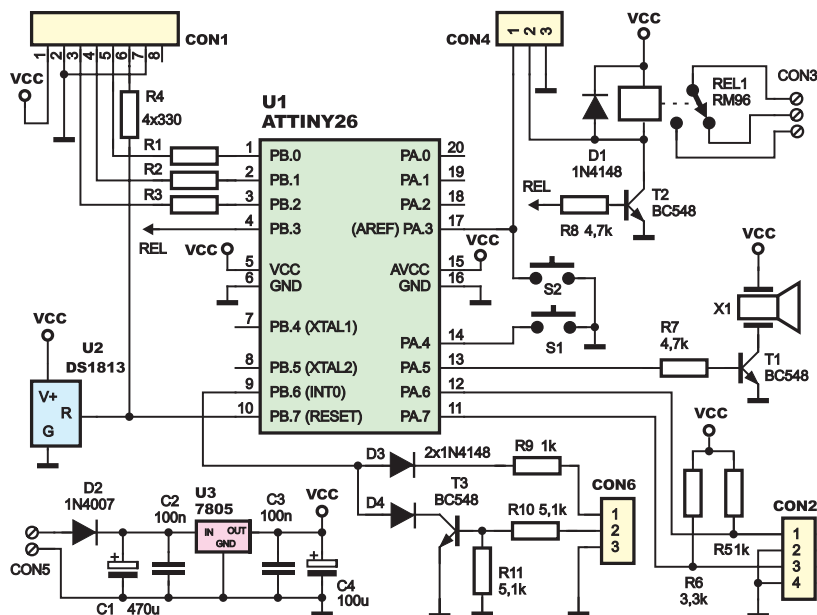 CON1
1 2 3 4 5 6 7 8
VCC
R4
4x330
U1
ATTINY26
R1
R2
R3
1 PB.0 PA.0 20
2 PB.1 PA.1 19
3 PB.2 PA.2 18
4 PB.3 (AREF) PA.3 17
REL
VCC
VCC
5 VCC AVCC 15
6 GND GND 16
7 PB.4 (XTAL1)
PA.4 14
8 PB.5 (XTAL2) PA.5 13
9 PB.6 (INT0) PA.6 12
10 PB.7 (RESET) PA.7 11
CON4
1 2 3
VCC
D1
1N4148
REL1
RM96
CON3
REL
R8 4,7k
T2
BC548
S2
S1
VCC
X1
R7
4,7k
T1
BC548
VCC
U2
DS1813
V+
R
G
VCC
R6
3,3k
R51k
CON2
1
2
3
4
D3 2x1N4148
R9 1k
D4
T3
BC548
R10 5,1k
R11
5,1k
CON6
1
2
3
D2
1N4007
C2
100n
U3
7805
IN OUT
GND
C3
100n
VCC
CON5
+
C1 470u
+
C4
100u